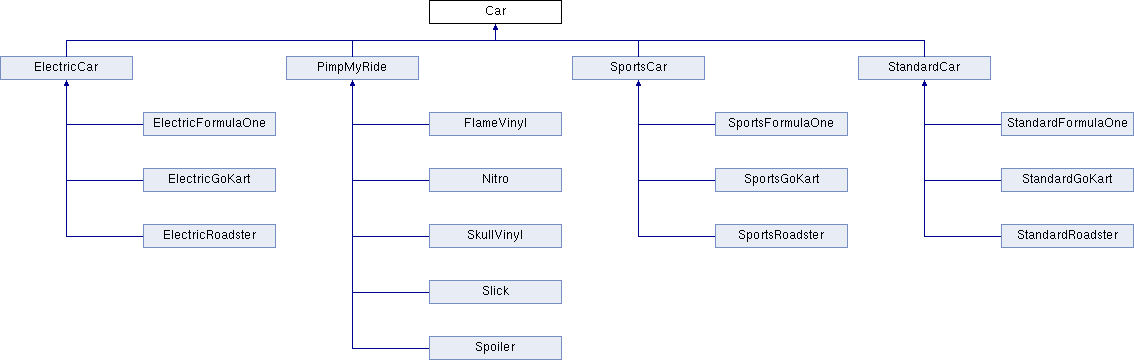 Car
ElectricCar
PimpMyRide
SportsCar
StandardCar
ElectricFormulaOne
FlameVinyl
SportsFormulaOne
StandardFormulaOne
ElectricGoKart
Nitro
SportsGoKart
StandardGoKart
ElectricRoadster
SkullVinyl
SportsRoadster
StandardRoadster
Slick
Spoiler